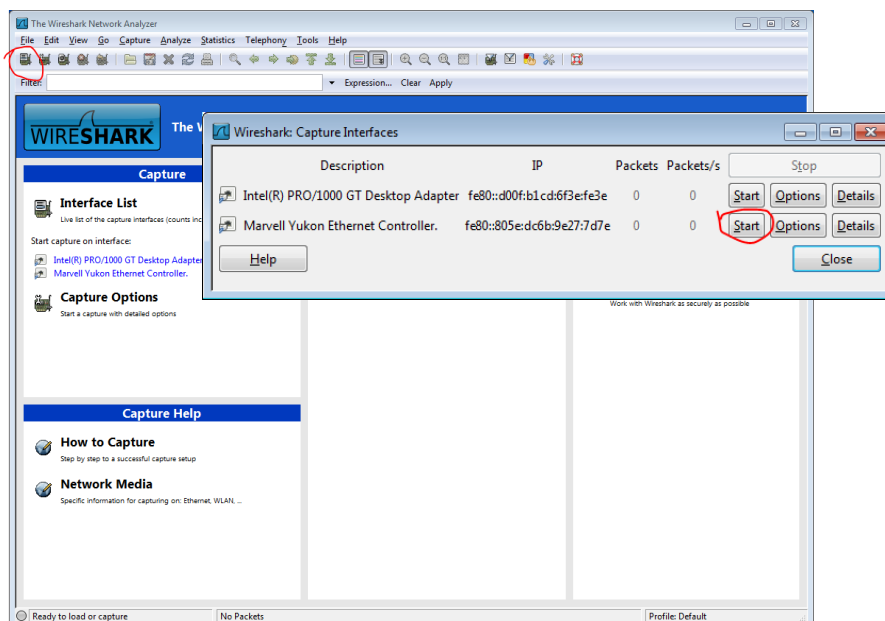 The Wireshark Network Analyzer
File Edit View Go Capture Analyze Statistics Telephony Tools Help
Filter: Expression... Clear Apply
WIRESHARK
The
Capture
Interface List
Live list of the capture interfaces (counts inc
Start capture on interface:
Intel(R) PRO/1000 GT Desktop Adapter
Marvell Yukon Ethernet Controller.
Capture Options
Start a capture with detailed options
Wireshark: Capture Interfaces
Description IP Packets Packets/s Stop
Intel(R) PRO/1000 GT Desktop Adapter fe80::d00f:b1cd:6f3e:fe3e 0 0 Start Options Details
Marvell Yukon Ethernet Controller. fe80::805e:dc6b:9e27:7d7e 0 0 Start Options Details
Help Close
Work with Wireshark as securely as possible
Capture Help
How to Capture
Step by step to a successful capture setup
Network Media
Specific information for capturing on: Ethernet, WLAN, ...
Ready to load or capture No Packets Profile: Default